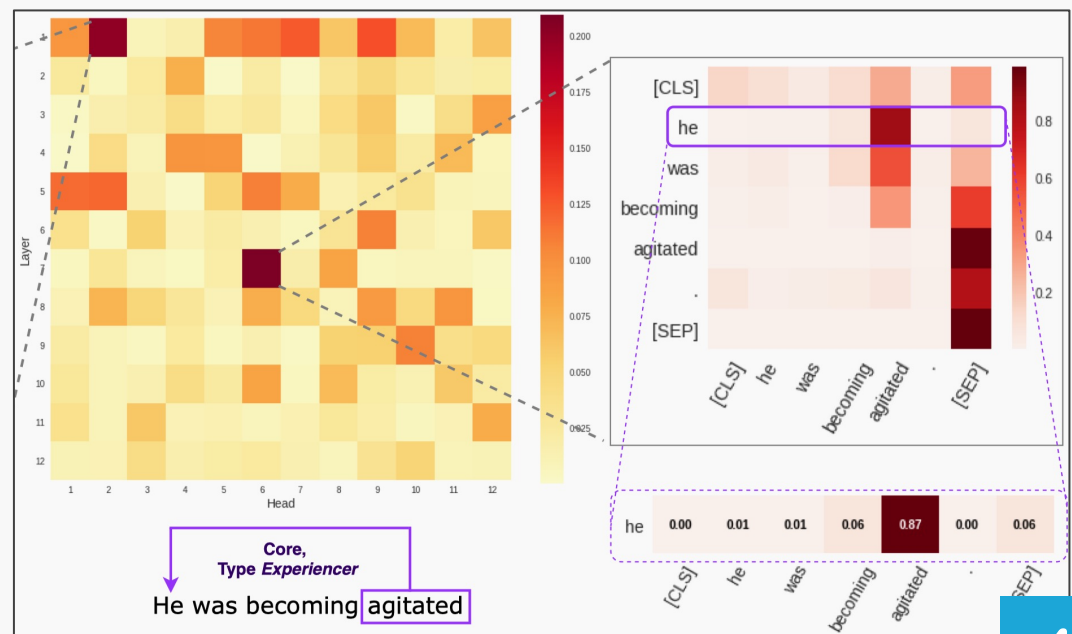 1
2
3
4
5
6
8
9
10
11
12
Layer
1 2 3 4 5 6 7 8 9 10 11 12
Head
0.200
0.175
0.150
0.125
0.100
0.075
0.050
0.025
[CLS]
he
was
becoming
agitated
.
[SEP]
[CLS] he was becoming agitated . [SEP]
0.8
0.6
0.4
0.2
he 0.00 0.01 0.01 0.06 0.87 0.00 0.06
[CLS] he was becoming agitated . SEP]
Core,
Type Experiencer
He was becoming agitated